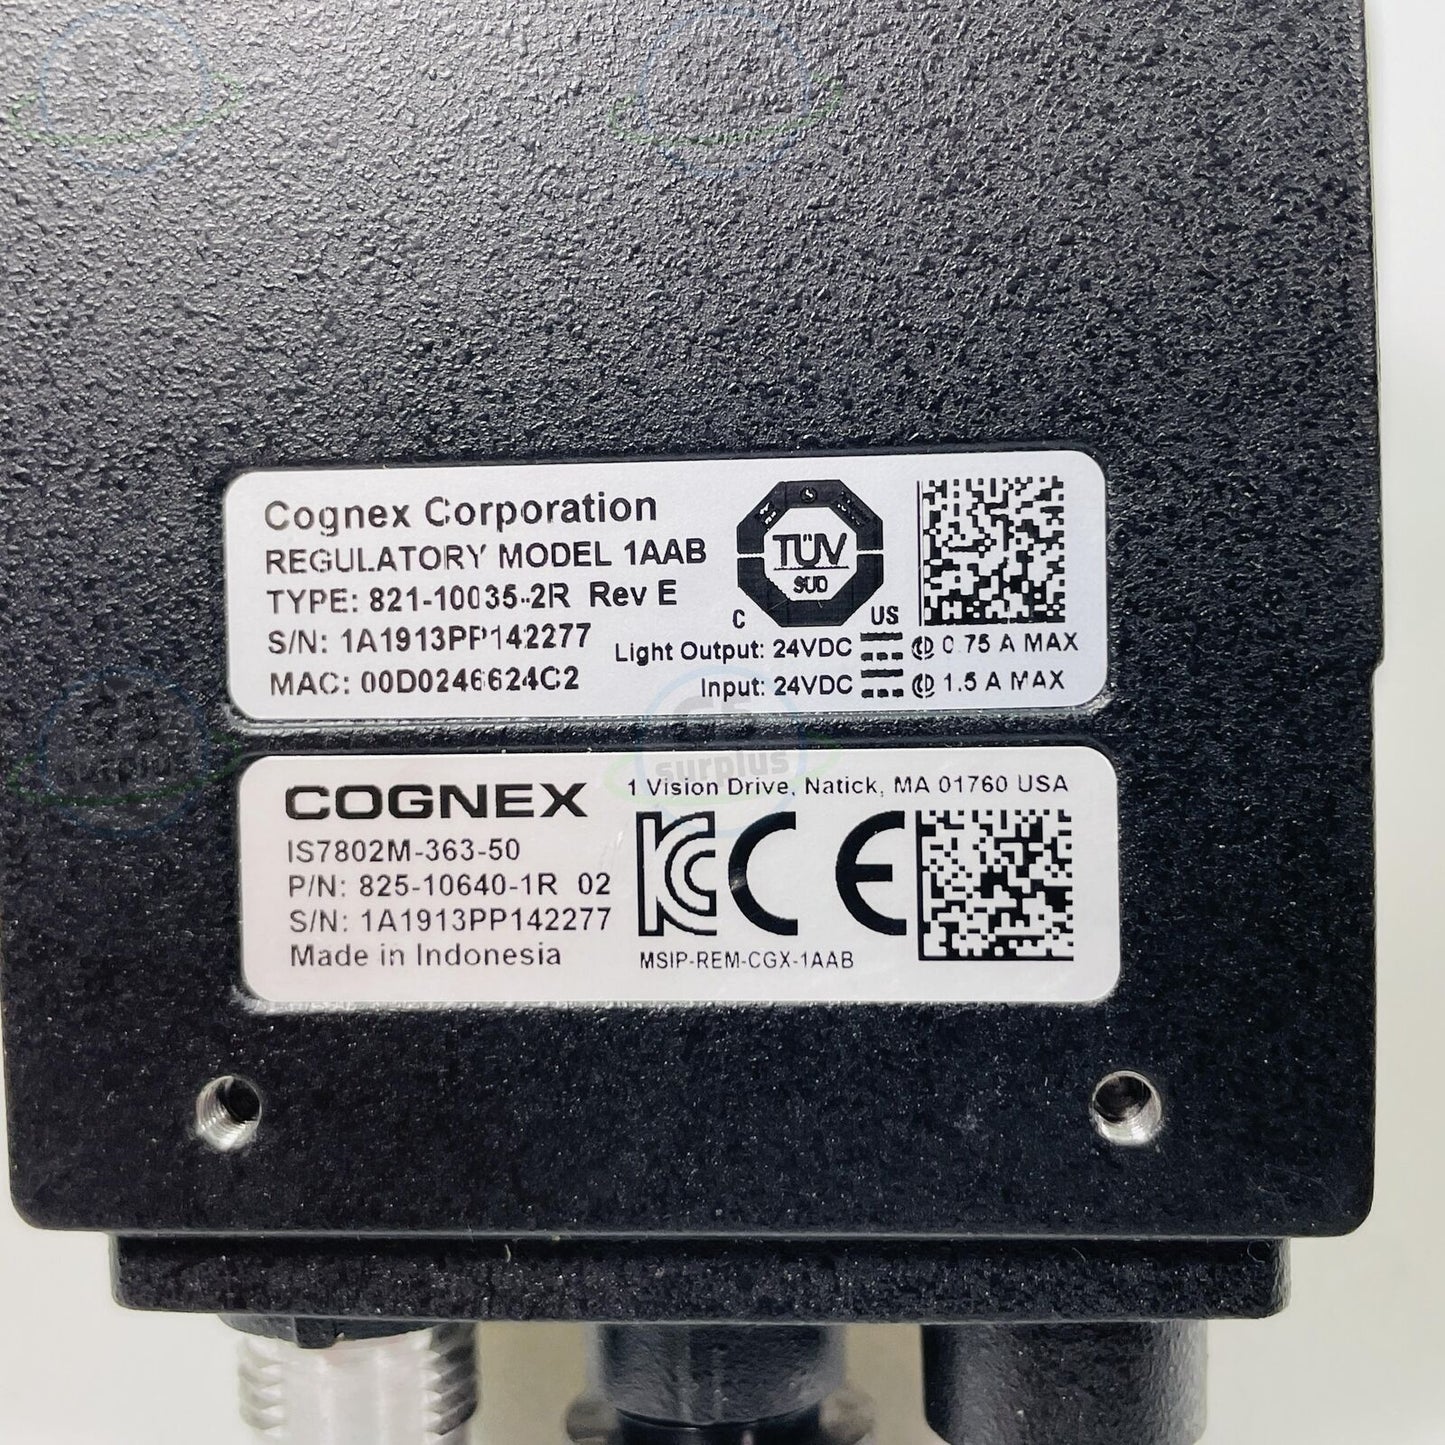 Cognex Corporation
REGULATORY MODEL 1AAB
TYPE: 821-10035-2R Rev E
S/N: 1A1913PP142277
MAC: 00D0246624C2
TÜV
SÜD
C US
Light Output: 24VDC 0.75 A MAX
Input: 24VDC 1.5 A MAX
COGNEX
1 Vision Drive, Natick, MA 01760 USA
IS7802M-363-50
P/N: 825-10640-1R 02
S/N: 1A1913PP142277
Made in Indonesia
CE
MSIP-REM-CGX-1AAB
surplus
surplus